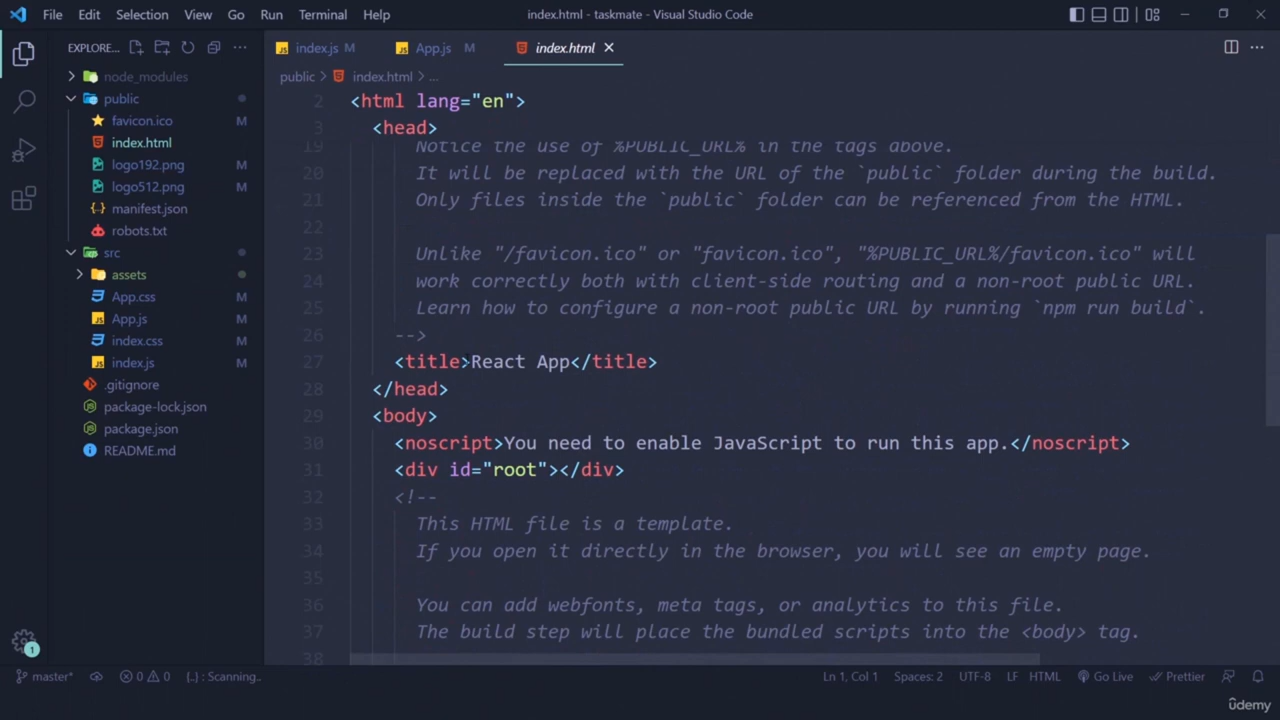 File Edit Selection View Go Run Terminal Help
index.html - taskmate - Visual Studio Code
EXPLORE...
node_modules
public
favicon.ico M
index.html
logo192.png M
logo512.png M
manifest.json M
robots.txt M
src
assets
App.css M
App.js M
index.css M
index.js M
.gitignore
package-lock.json
package.json
README.md
index.js M App.js M index.html
public > index.html > ...
2 <html lang="en">
3 <head>
19 Notice the use of %PUBLIC_URL% in the tags above.
20 It will be replaced with the URL of the `public` folder during the build.
21 Only files inside the `public` folder can be referenced from the HTML.
22
23 Unlike "/favicon.ico" or "favicon.ico", "%PUBLIC_URL%/favicon.ico" will
24 work correctly both with client-side routing and a non-root public URL.
25 Learn how to configure a non-root public URL by running `npm run build`.
26 -->
27 <title>React App</title>
28 </head>
29 <body>
30 <noscript>You need to enable JavaScript to run this app.</noscript>
31 <div id="root"></div>
32 <!--
33 This HTML file is a template.
34 If you open it directly in the browser, you will see an empty page.
35
36 You can add webfonts, meta tags, or analytics to this file.
37 The build step will place the bundled scripts into the <body> tag.
38
1
master* 0 0 {..} : Scanning.. Ln 1, Col 1 Spaces: 2 UTF-8 LF HTML Go Live Prettier
ûdemy